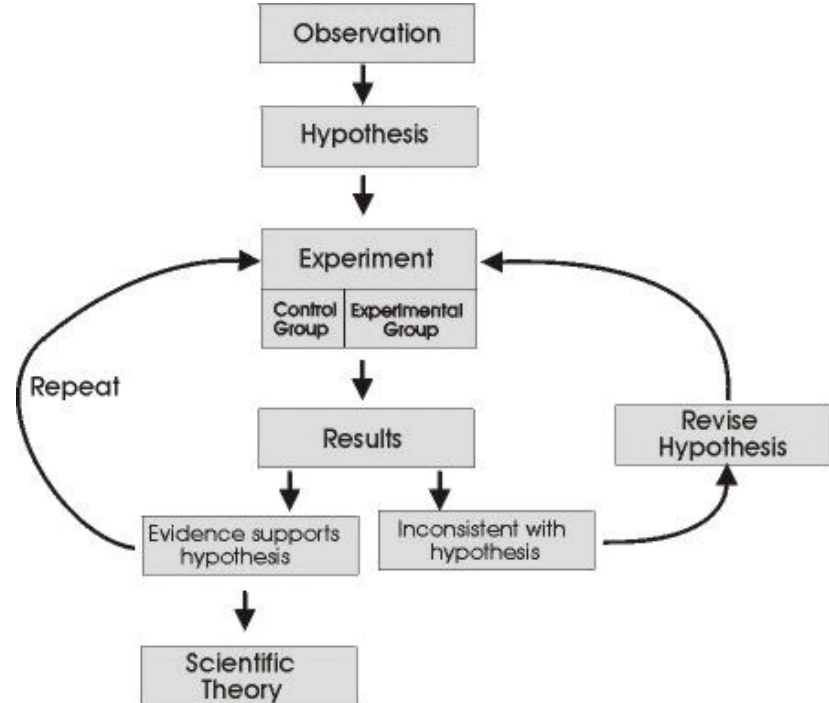 Observation
Hypothesis
Experiment
Control
Group
Experimental
Group
Repeat
Results
Revise
Hypothesis
Evidence supports
hypothesis
Inconsistent with
hypothesis
Scientific
Theory